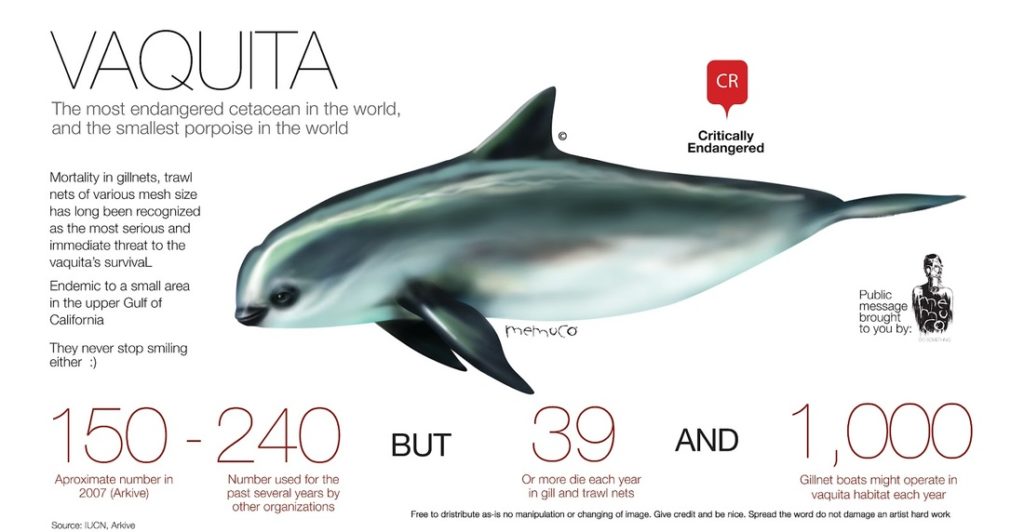 VAQUITA
The most endangered cetacean in the world,
and the smallest porpoise in the world
CR
Critically
Endangered
©
Mortality in gillnets, trawl
nets of various mesh size
has long been recognized
as the most serious and
immediate threat to the
vaquita's survivaL
Endemic to a small area
in the upper Gulf of
California
They never stop smiling
either :)
memuco
Public
message
brought
to you by:
me
mu
co
DO SOMETHING
150 - 240 BUT 39 AND 1,000
Aproximate number in
2007 (Arkive)
Number used for the
past several years by
other organizations
Or more die each year
in gill and trawl nets
Gillnet boats might operate in
vaquita habitat each year
Free to dristribute as-is no manipulation or changing of image. Give credit and be nice. Spread the word do not damage an artist hard work
Source: IUCN, Arkive